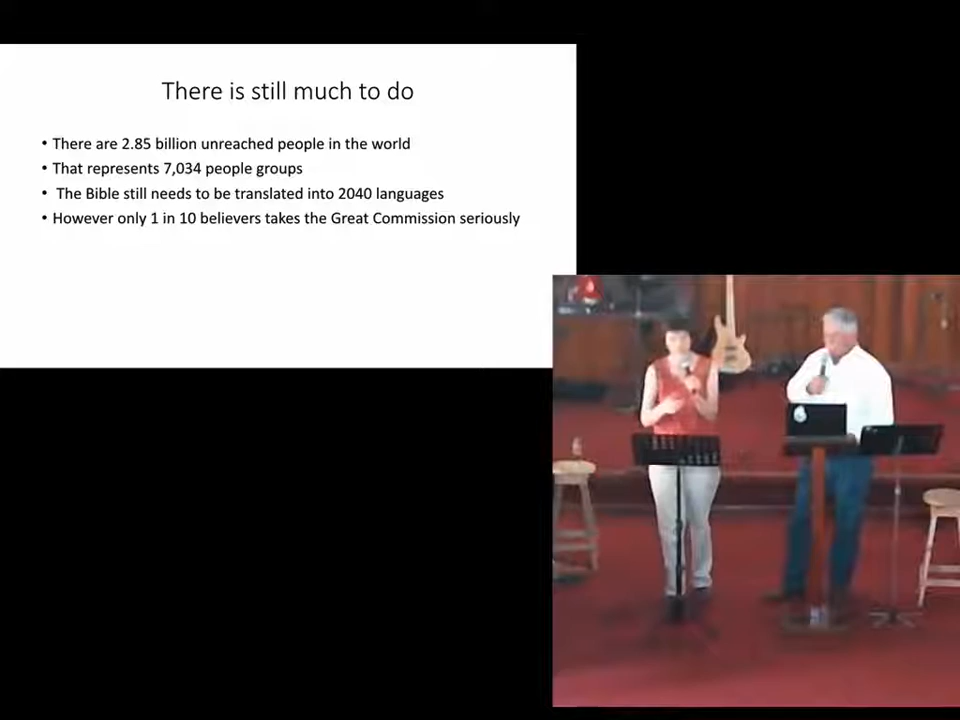 There is still much to do
• There are 2.85 billion unreached people in the world
• That represents 7,034 people groups
• The Bible still needs to be translated into 2040 languages
• However only 1 in 10 believers takes the Great Commission seriously